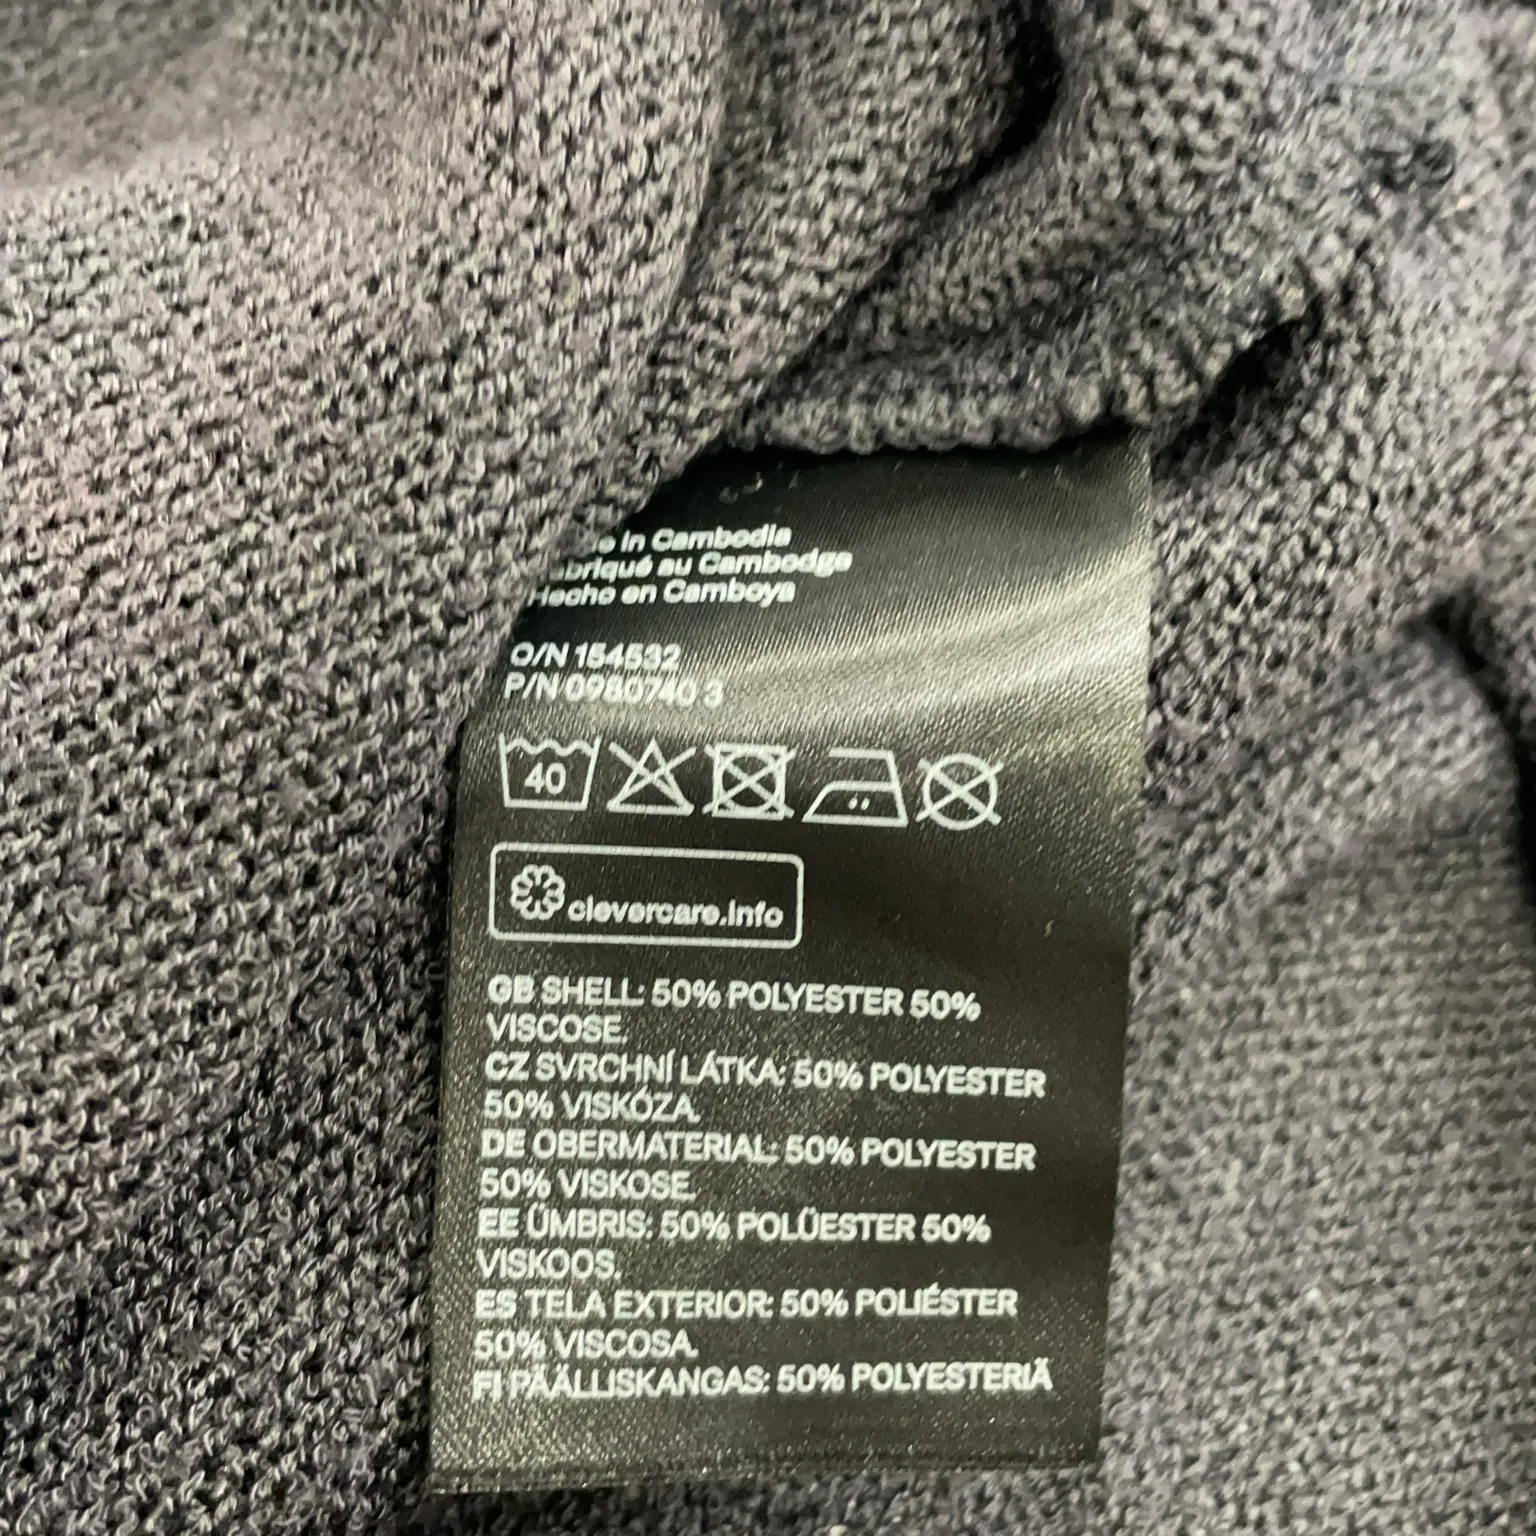 in Cambodia
Fabriqué au Cambodge
Hecho en Camboya
O/N 154532
P/N 0980740 3
40
clevercare.info
GB SHELL: 50% POLYESTER 50%
VISCOSE.
CZ SVRCHNÍ LÁTKA: 50% POLYESTER
50% VISKÓZA.
DE OBERMATERIAL: 50% POLYESTER
50% VISKOSE.
EE ÜMBRIS: 50% POLÜESTER 50%
VISKOOS.
ES TELA EXTERIOR: 50% POLIÉSTER
50% VISCOSA.
FI PÄÄLLISKANGAS: 50% POLYESTERIÄ